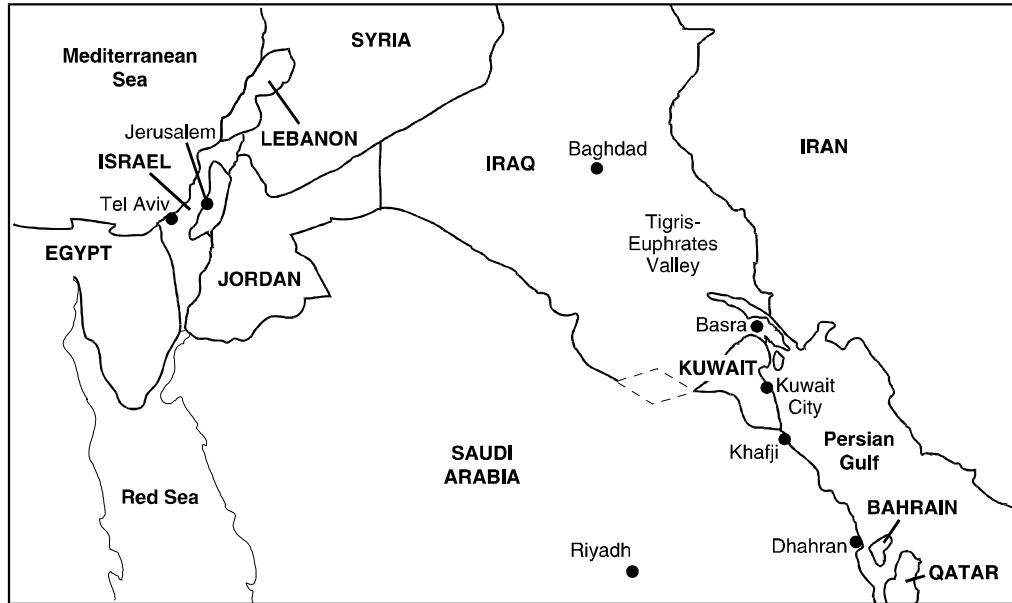 SYRIA
Mediterranean
Sea
Jerusalem
LEBANON
ISRAEL
Tel Aviv
EGYPT
JORDAN
IRAQ
Baghdad
IRAN
Tigris-
Euphrates
Valley
Basra
KUWAIT
Kuwait
City
Khafji
Persian
Gulf
SAUDI
ARABIA
Red Sea
BAHRAIN
Dhahran
Riyadh
QATAR